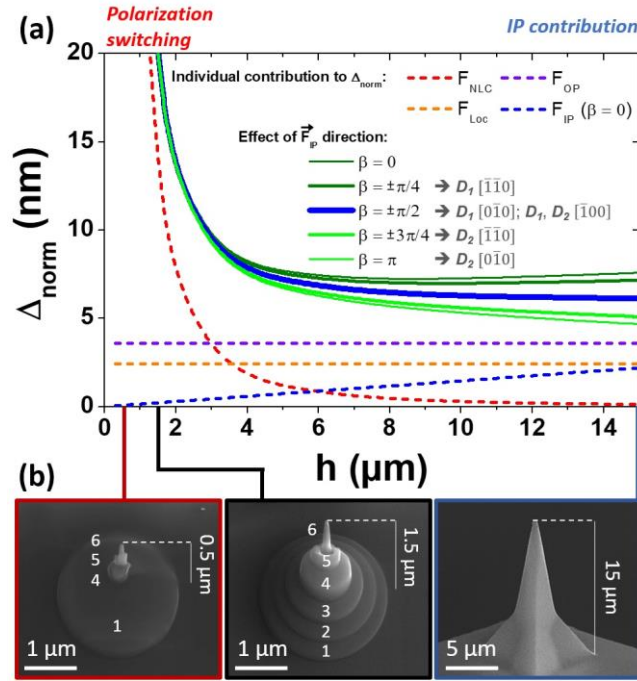 Polarization
switching
IP contribution
(a)
20
15
10
5
0
Δnorm (nm)
Individual contribution to Δnorm:
FNLC
FOP
FLoc
FIP (β = 0)
Effect of FIP direction:
β = 0
β = ±π/4 → D1 [1̅1̅0]
β = ±π/2 → D1 [01̅0]; D1, D2 [1̅00]
β = ±3π/4 → D2 [1̅1̅0]
β = π → D2 [01̅0]
2 4 6 8 10 12 14
h (μm)
(b)
6
5
4
1
0.5 μm
1 μm
6
5
4
3
2
1
1.5 μm
1 μm
15 μm
5 μm